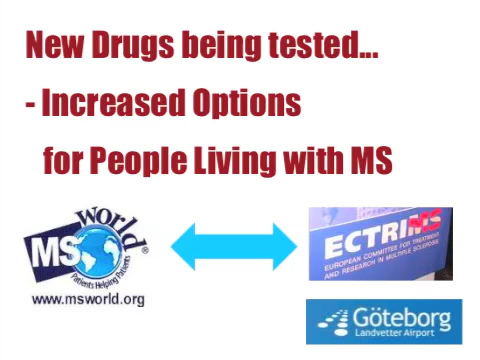 New Drugs being tested...
- Increased Options
for People Living with MS
MS World®
Patients Helping Patients
www.msworld.org
ECTRIMS
EUROPEAN COMMITTEE FOR TREATMENT
AND RESEARCH IN MULTIPLE SCLEROSIS
Göteborg
Landvetter Airport